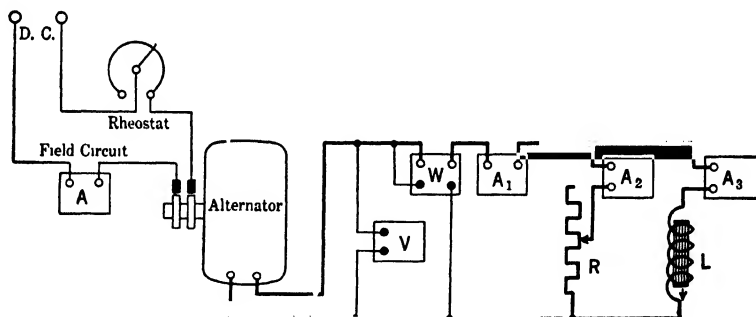 D. C.
Rheostat
Field Circuit
A
Alternator
W
A1
A2
A3
V
R
L